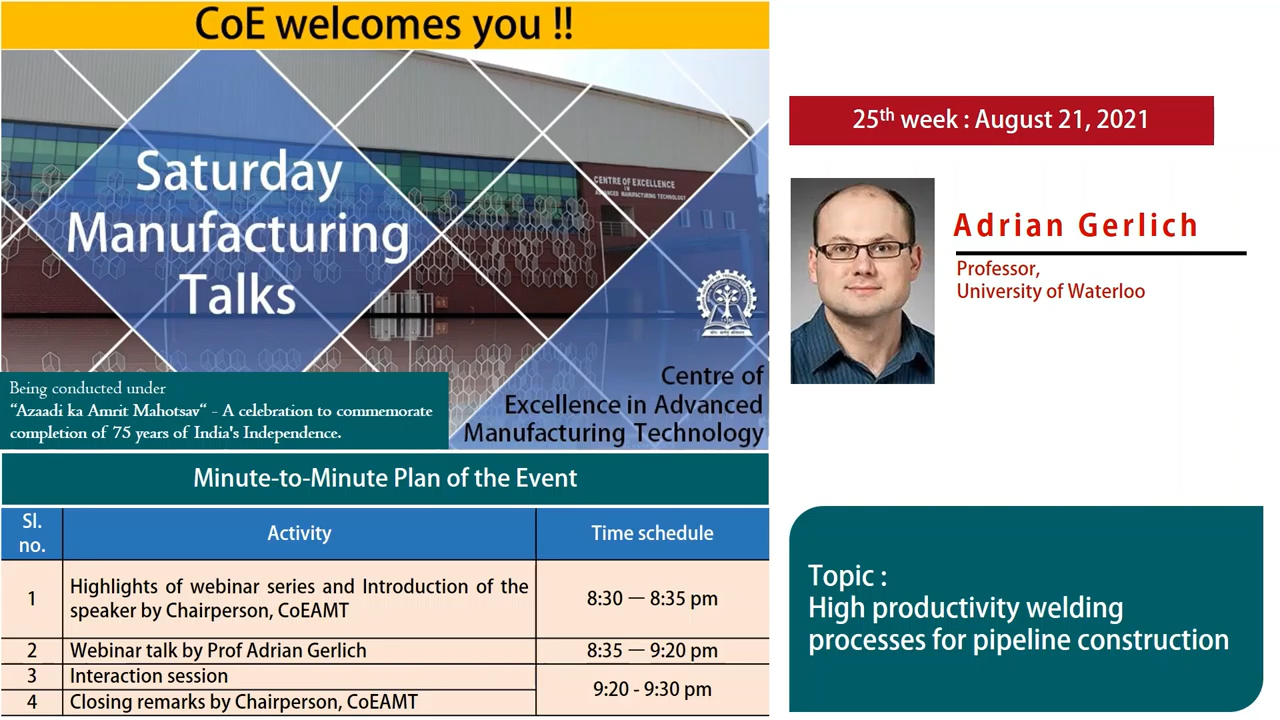 CoE welcomes you !!
Saturday
Manufacturing
Talks
CENTRE OF EXCELLENCE
IN
ADVANCED MANUFACTURING TECHNOLOGY
Being conducted under
“Azaadi ka Amrit Mahotsav“ - A celebration to commemorate
completion of 75 years of India's Independence.
Centre of
Excellence in Advanced
Manufacturing Technology
Minute-to-Minute Plan of the Event
Sl. no. Activity Time schedule
1 Highlights of webinar series and Introduction of the
speaker by Chairperson, CoEAMT 8:30 — 8:35 pm
2 Webinar talk by Prof Adrian Gerlich 8:35 — 9:20 pm
3 Interaction session
4 Closing remarks by Chairperson, CoEAMT 9:20 - 9:30 pm
25th week : August 21, 2021
Adrian Gerlich
Professor,
University of Waterloo
Topic :
High productivity welding
processes for pipeline construction